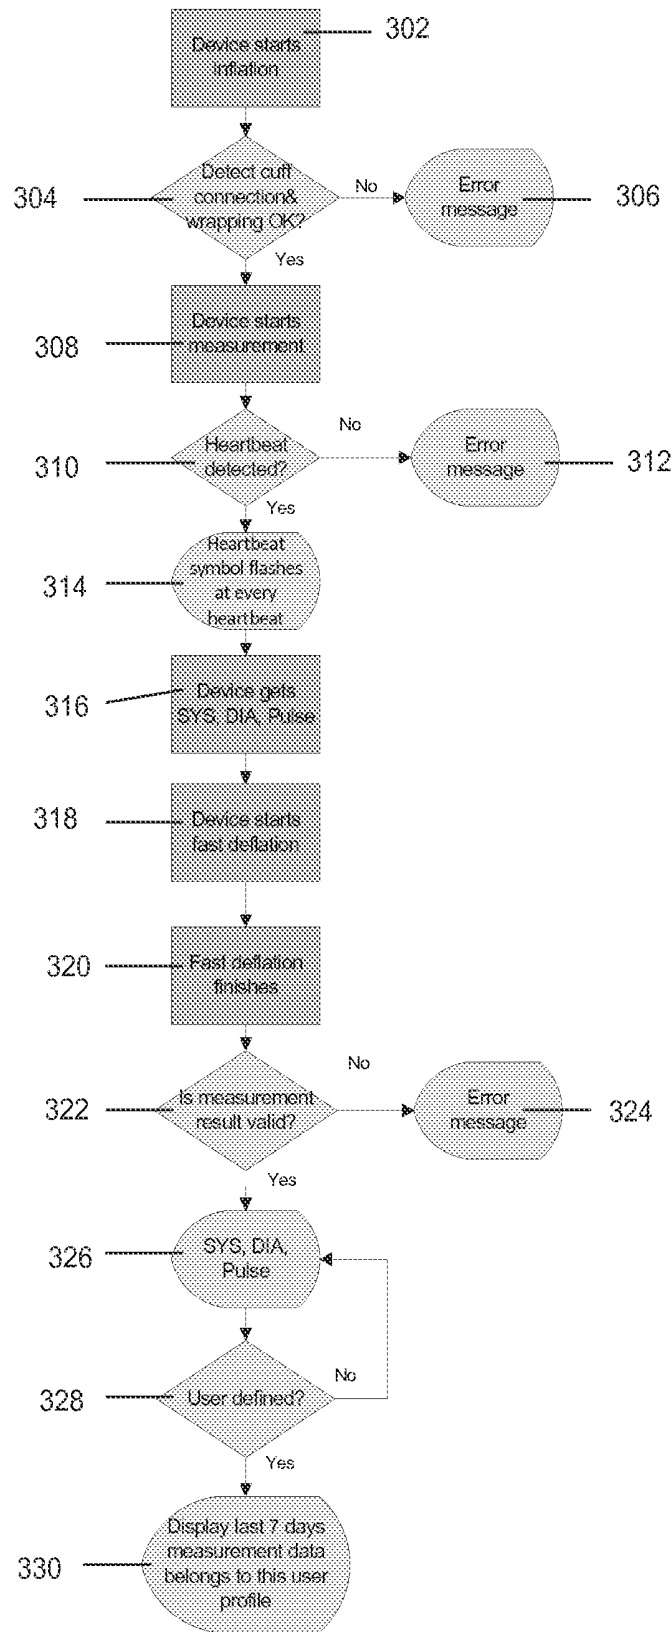 Device starts
inflation
302
Detect cuff
connection&
wrapping OK?
304
No
Error
message
306
Yes
Device starts
measurement
308
Heartbeat
detected?
310
No
Error
message
312
Yes
Heartbeat
symbol flashes
at every
heartbeat
314
Device gets
SYS, DIA, Pulse
316
Device starts
fast deflation
318
Fast deflation
finishes
320
Is measurement
result valid?
322
No
Error
message
324
Yes
SYS, DIA,
Pulse
326
User defined?
328
No
Yes
Display last 7 days
measurement data
belongs to this user
profile
330